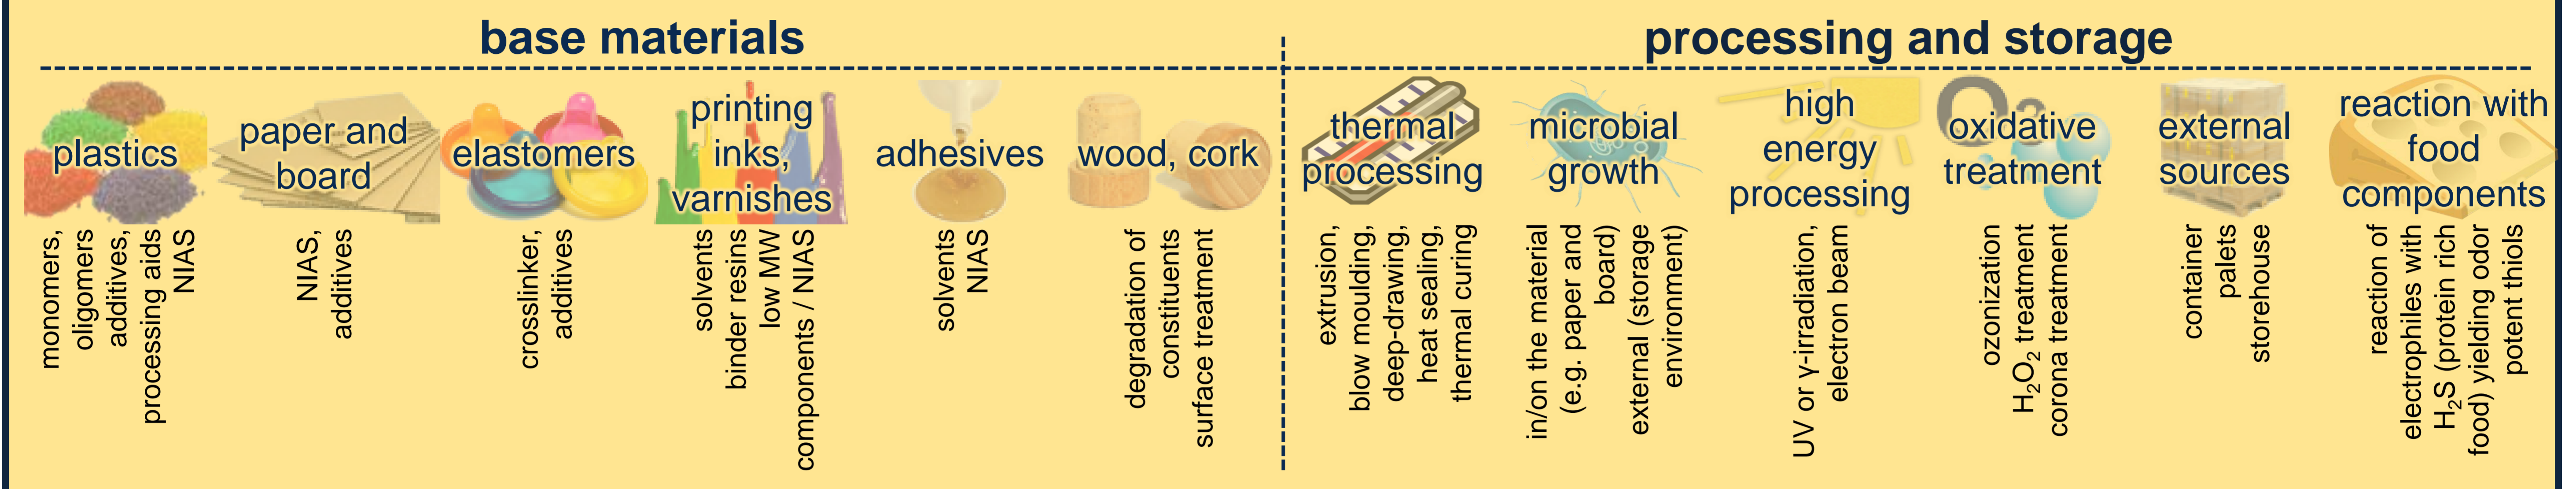 base materials
processing and storage
plastics
monomers,
oligomers
additives,
processing aids
NIAS
paper and
board
NIAS,
additives
elastomers
crosslinker,
additives
printing
inks,
varnishes
solvents
binder resins
low MW
components / NIAS
adhesives
solvents
NIAS
wood, cork
degradation of
constituents
surface treatment
thermal
processing
extrusion,
blow moulding,
deep-drawing,
heat sealing,
thermal curing
microbial
growth
in/on the material
(e.g. paper and
board)
external (storage
environment)
high
energy
processing
UV or γ-irradiation,
electron beam
O₃
oxidative
treatment
ozonization
H₂O₂ treatment
corona treatment
external
sources
container
palets
storehouse
reaction with
food
components
reaction of
electrophiles with
H₂S (protein rich
food) yielding odor
potent thiols